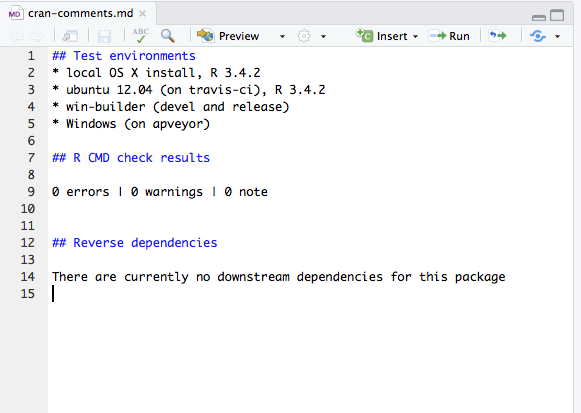 cran-comments.md
ABC
Preview
Insert
Run
1 ## Test environments
2 * local OS X install, R 3.4.2
3 * ubuntu 12.04 (on travis-ci), R 3.4.2
4 * win-builder (devel and release)
5 * Windows (on apveyor)
6
7 ## R CMD check results
8
9 0 errors | 0 warnings | 0 note
10
11
12 ## Reverse dependencies
13
14 There are currently no downstream dependencies for this package
15